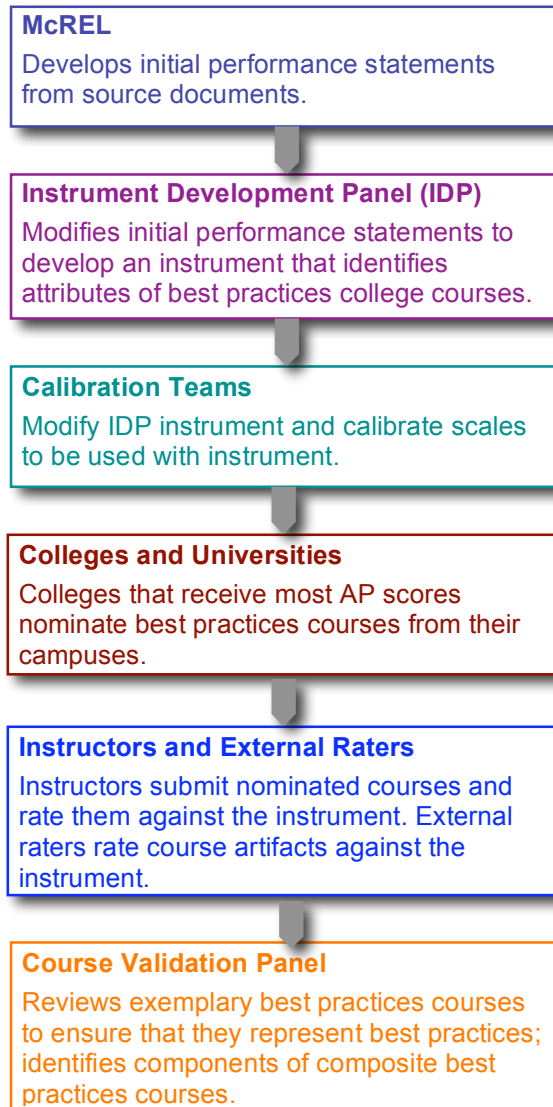 McREL
Develops initial performance statements
from source documents.
Instrument Development Panel (IDP)
Modifies initial performance statements to
develop an instrument that identifies
attributes of best practices college courses.
Calibration Teams
Modify IDP instrument and calibrate scales
to be used with instrument.
Colleges and Universities
Colleges that receive most AP scores
nominate best practices courses from their
campuses.
Instructors and External Raters
Instructors submit nominated courses and
rate them against the instrument. External
raters rate course artifacts against the
instrument.
Course Validation Panel
Reviews exemplary best practices courses
to ensure that they represent best practices;
identifies components of composite best
practices courses.